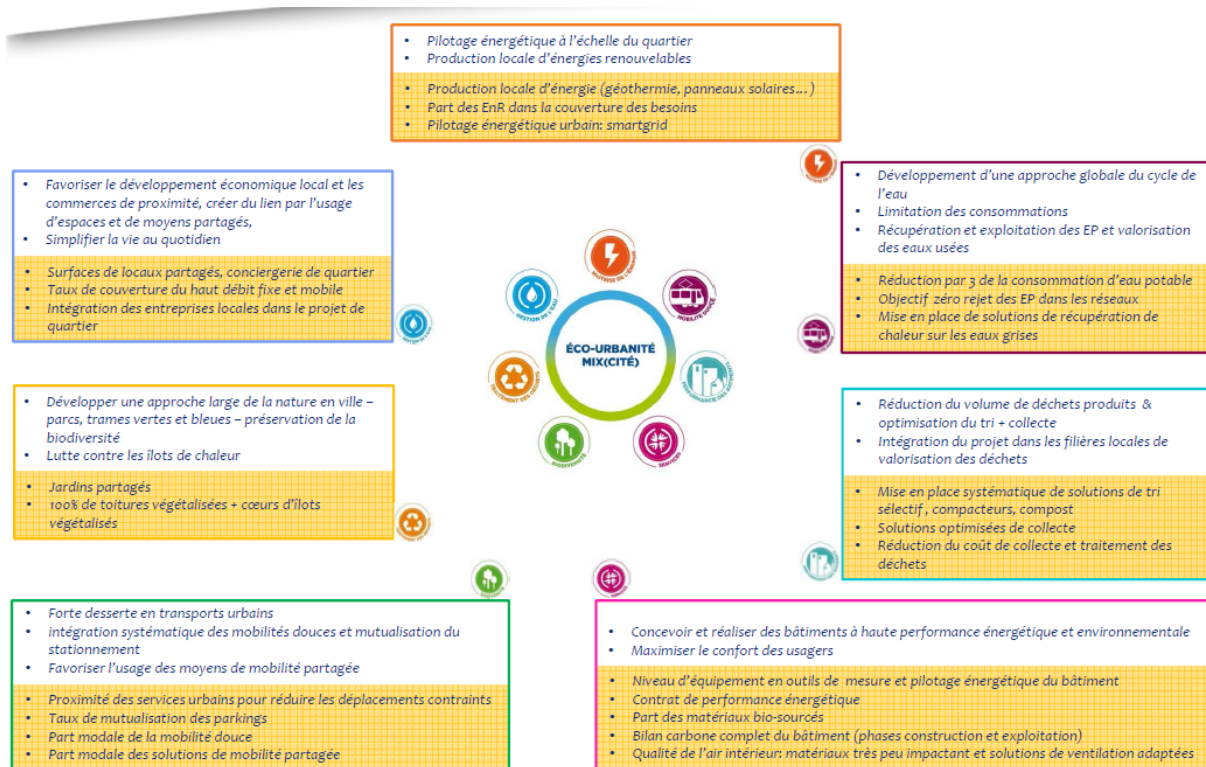 • Pilotage énergétique à l'échelle du quartier
• Production locale d'énergies renouvelables
• Production locale d'énergie (géothermie, panneaux solaires…)
• Part des EnR dans la couverture des besoins
• Pilotage énergétique urbain: smartgrid
• Favoriser le développement économique local et les
commerces de proximité, créer du lien par l'usage
d'espaces et de moyens partagés,
• Simplifier la vie au quotidien
• Surfaces de locaux partagés, conciergerie de quartier
• Taux de couverture du haut débit fixe et mobile
• Intégration des entreprises locales dans le projet de
quartier
• Développement d'une approche globale du cycle de
l'eau
• Limitation des consommations
• Récupération et exploitation des EP et valorisation
des eaux usées
• Réduction par 3 de la consommation d'eau potable
• Objectif zéro rejet des EP dans les réseaux
• Mise en place de solutions de récupération de
chaleur sur les eaux grises
MAITRISE DE L'ENERGIE
GESTION DE L'EAU
MOBILITÉ DOUCE
ÉCO-URBANITÉ
MIX(CITÉ)
TRAITEMENT DES DÉCHETS
BIODIVERSITÉ
SERVICES
• Développer une approche large de la nature en ville –
parcs, trames vertes et bleues – préservation de la
biodiversité
• Lutte contre les îlots de chaleur
• Jardins partagés
• 100% de toitures végétalisées + cœurs d'îlots
végétalisés
• Réduction du volume de déchets produits &
optimisation du tri + collecte
• Intégration du projet dans les filières locales de
valorisation des déchets
• Mise en place systématique de solutions de tri
sélectif , compacteurs, compost
• Solutions optimisées de collecte
• Réduction du coût de collecte et traitement des
déchets
• Forte desserte en transports urbains
• intégration systématique des mobilités douces et mutualisation du
stationnement
• Favoriser l'usage des moyens de mobilité partagée
• Proximité des services urbains pour réduire les déplacements contraints
• Taux de mutualisation des parkings
• Part modale de la mobilité douce
• Part modale des solutions de mobilité partagée
• Concevoir et réaliser des bâtiments à haute performance énergétique et environnementale
• Maximiser le confort des usagers
• Niveau d'équipement en outils de mesure et pilotage énergétique du bâtiment
• Contrat de performance énergétique
• Part des matériaux bio-sourcés
• Bilan carbone complet du bâtiment (phases construction et exploitation)
• Qualité de l'air intérieur: matériaux très peu impactant et solutions de ventilation adaptées